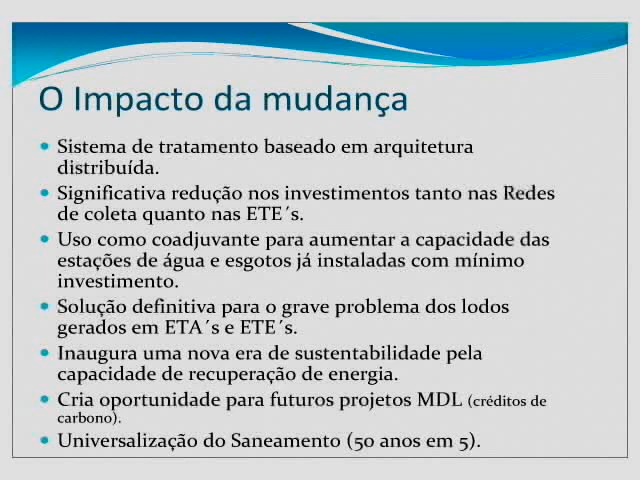 O Impacto da mudança
Sistema de tratamento baseado em arquitetura
distribuída.
Significativa redução nos investimentos tanto nas Redes
de coleta quanto nas ETE´s.
Uso como coadjuvante para aumentar a capacidade das
estações de água e esgotos já instaladas com mínimo
investimento.
Solução definitiva para o grave problema dos lodos
gerados em ETA´s e ETE´s.
Inaugura uma nova era de sustentabilidade pela
capacidade de recuperação de energia.
Cria oportunidade para futuros projetos MDL (créditos de
carbono).
Universalização do Saneamento (50 anos em 5).